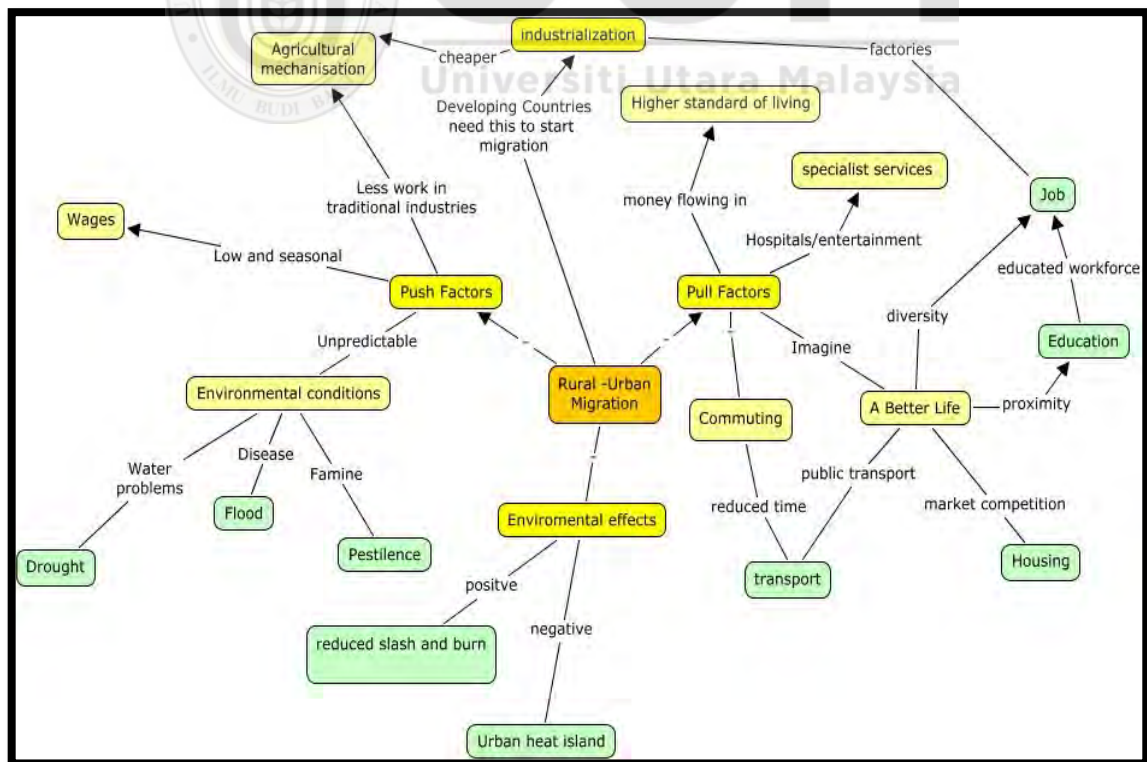 industrialization
Agricultural
mechanisation
cheaper
factories
Universiti Utara Malaysia
ILMU BUDI
Higher standard of living
Developing Countries
need this to start
migration
specialist services
Less work in
traditional industries
money flowing in
Job
Wages
Low and seasonal
Hospitals/entertainment
educated workforce
Push Factors
Pull Factors
diversity
Unpredictable
Imagine
Education
Environmental conditions
Rural -Urban
Migration
Commuting
A Better Life
proximity
Water
problems
Disease
Famine
--
--
--
--
public transport
market competition
reduced time
Flood
Enviromental effects
Drought
Pestilence
transport
Housing
positve
negative
reduced slash and burn
Urban heat island